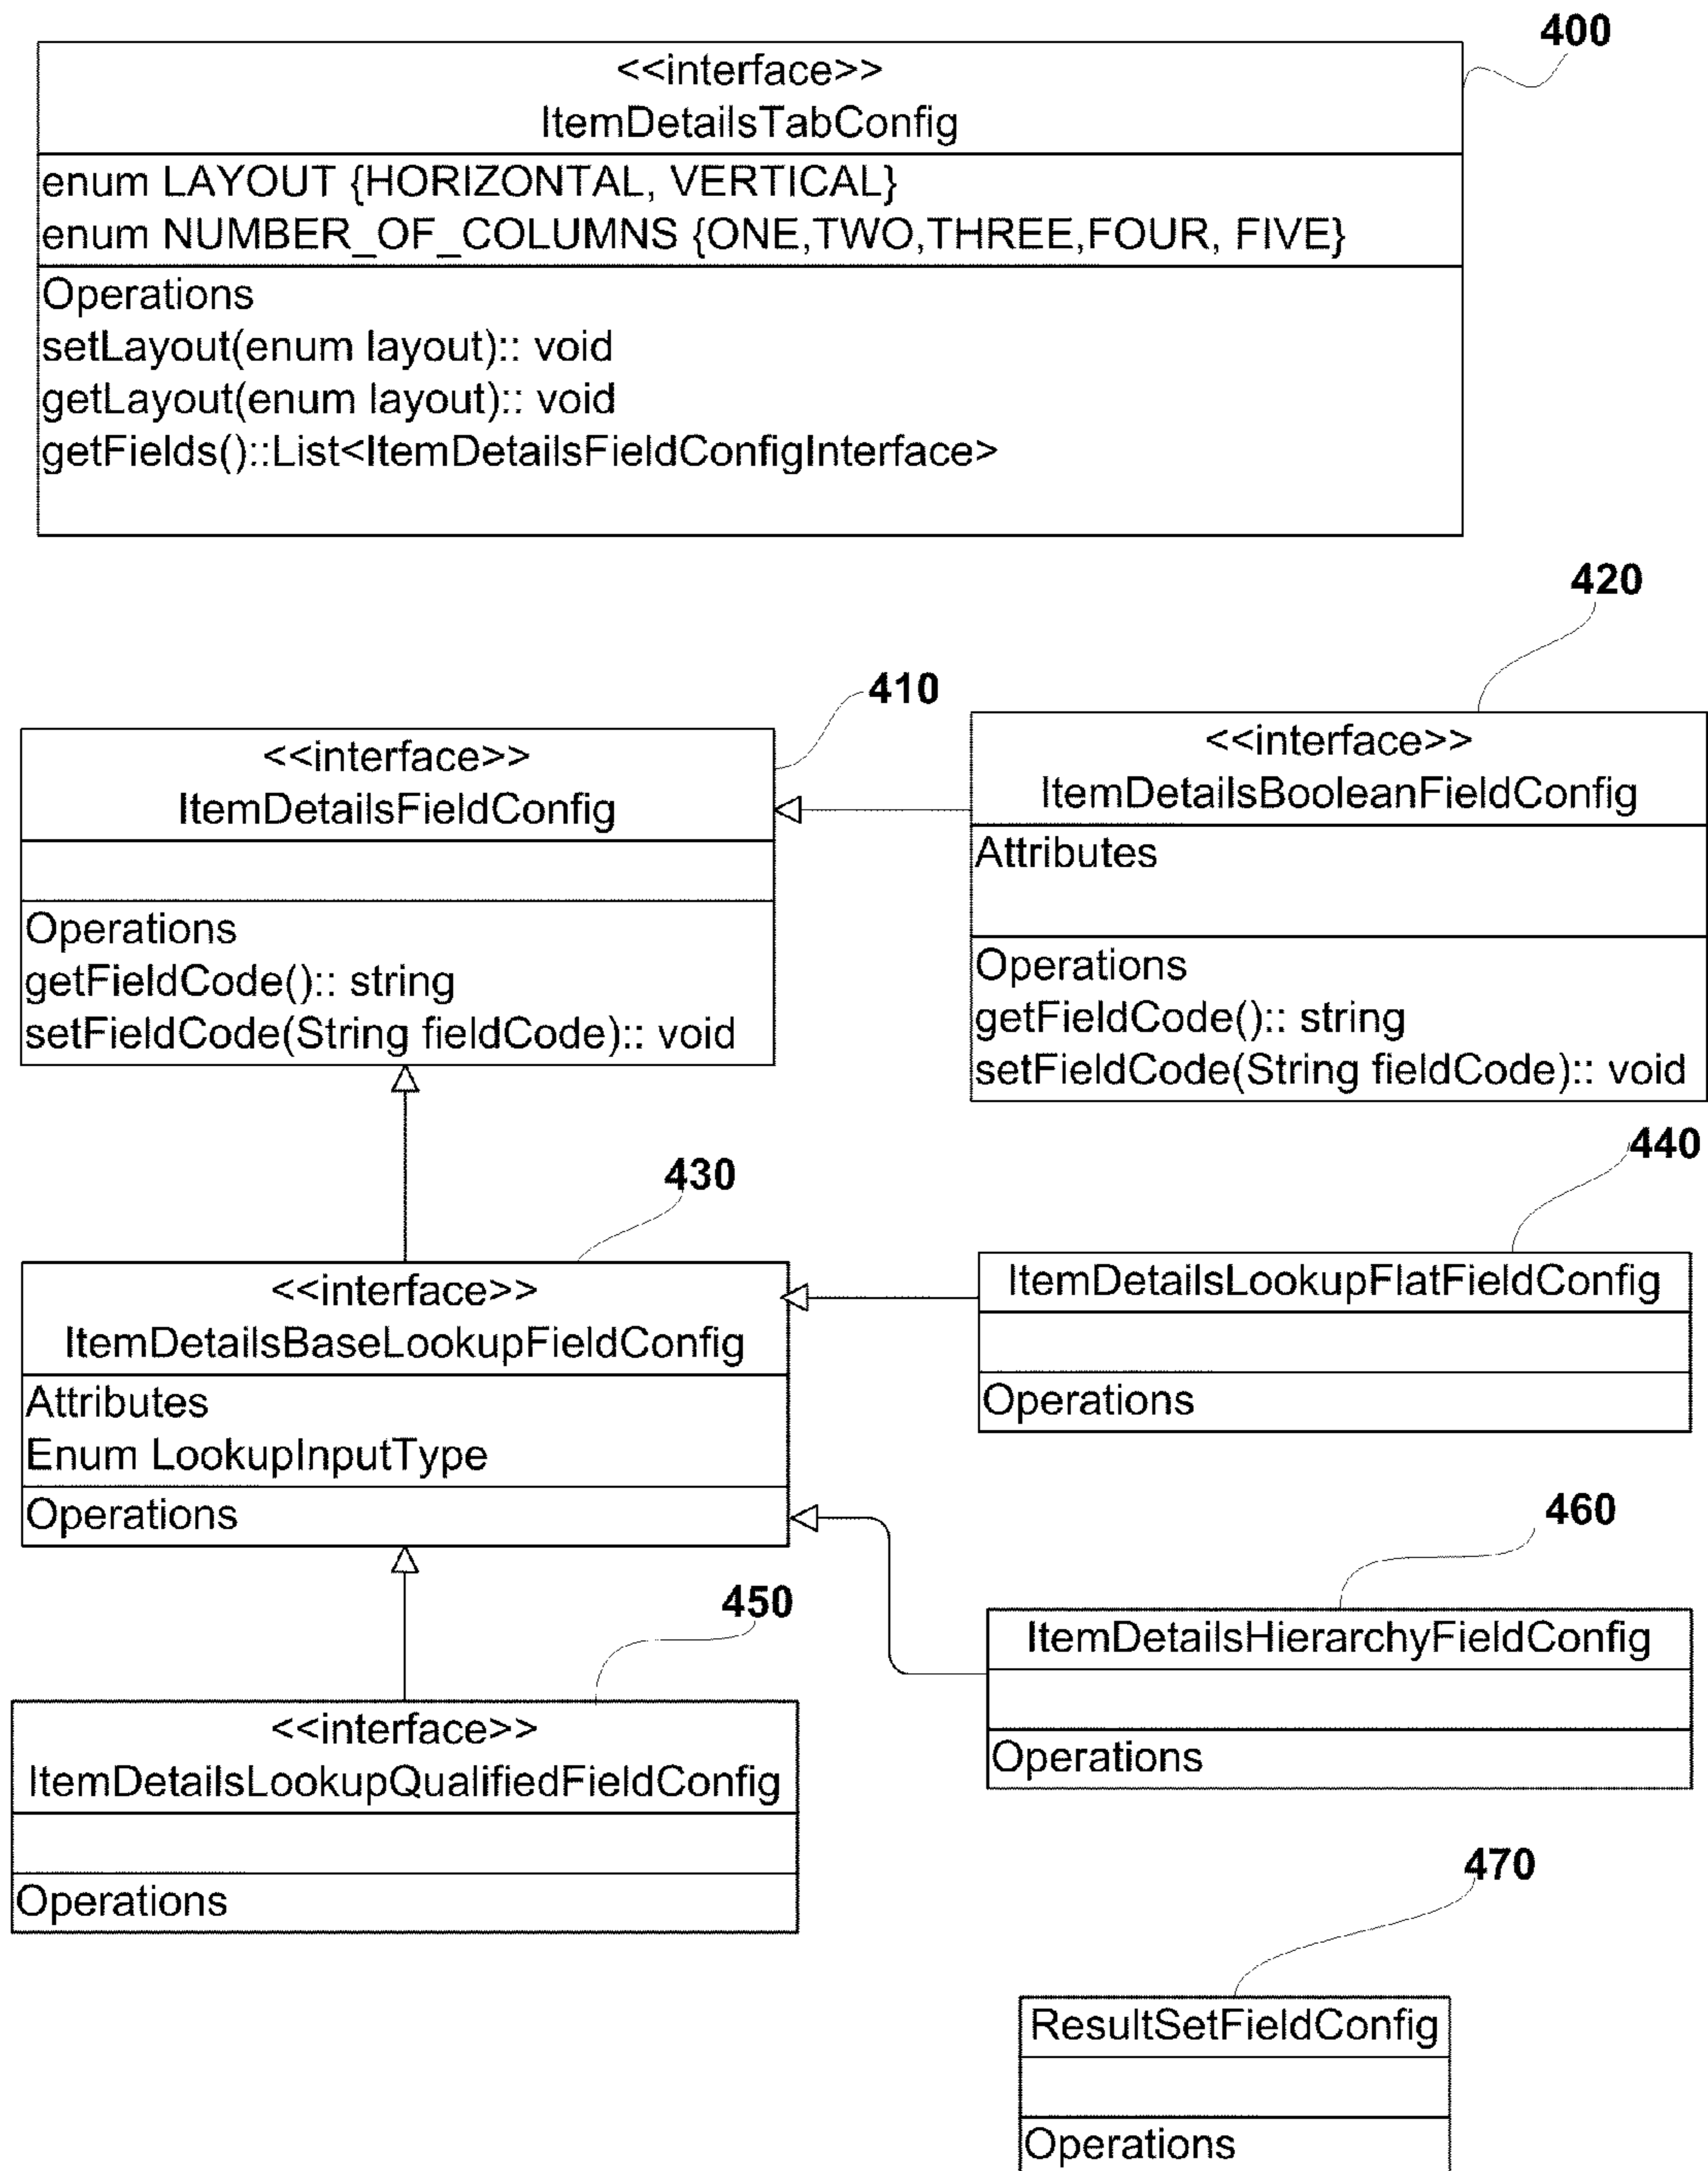 400
<<interface>>
ItemDetailsTabConfig
enum LAYOUT {HORIZONTAL, VERTICAL}
enum NUMBER_OF_COLUMNS {ONE,TWO,THREE,FOUR, FIVE}
Operations
setLayout(enum layout):: void
getLayout(enum layout):: void
getFields()::List<ItemDetailsFieldConfigInterface>
420
410
<<interface>>
ItemDetailsFieldConfig
Operations
getFieldCode():: string
setFieldCode(String fieldCode):: void
<<interface>>
ItemDetailsBooleanFieldConfig
Attributes
Operations
getFieldCode():: string
setFieldCode(String fieldCode):: void
440
430
<<interface>>
ItemDetailsBaseLookupFieldConfig
Attributes
Enum LookupInputType
Operations
ItemDetailsLookupFlatFieldConfig
Operations
460
450
ItemDetailsHierarchyFieldConfig
Operations
<<interface>>
ItemDetailsLookupQualifiedFieldConfig
Operations
470
ResultSetFieldConfig
Operations